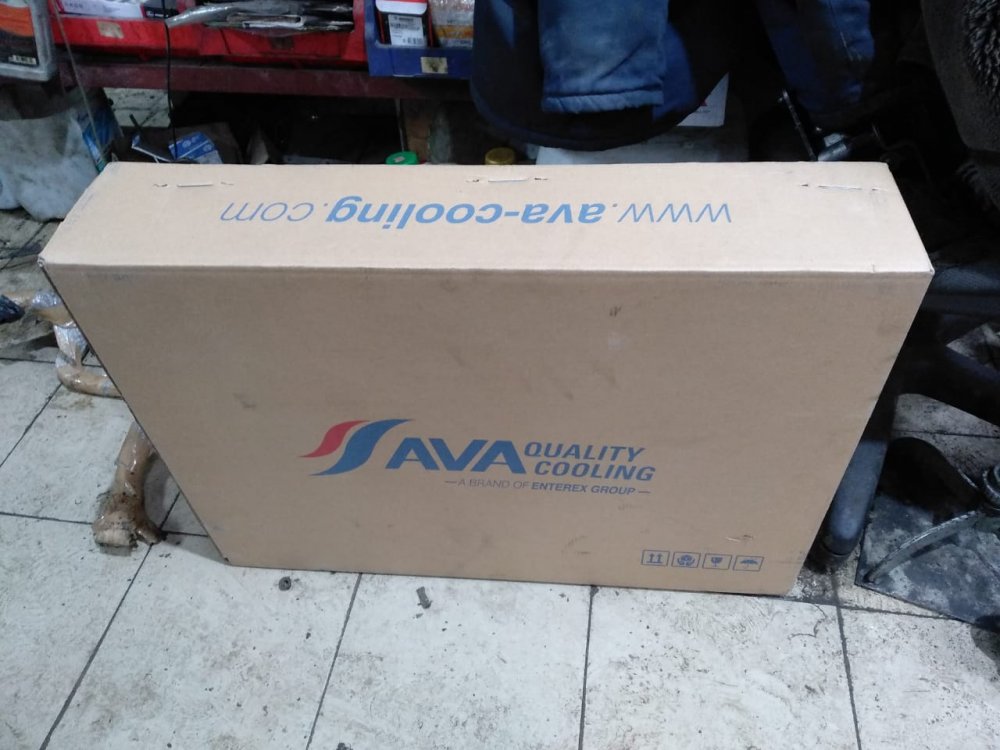 www.ava-cooling.com
AVA QUALITY
COOLING
—A BRAND OF ENTEREX GROUP—